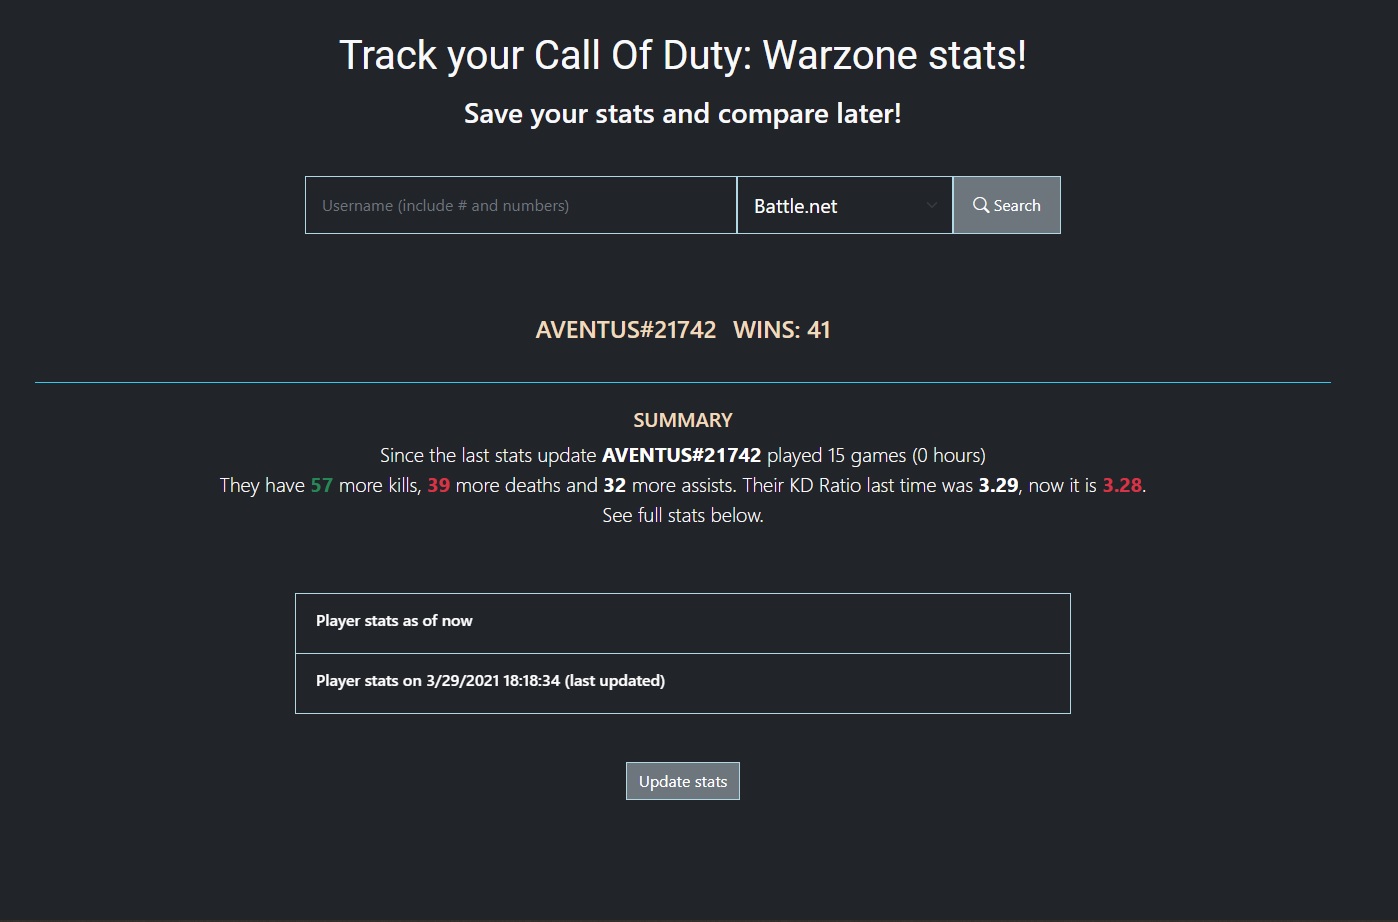 Track your Call Of Duty: Warzone stats!
Save your stats and compare later!
Username (include # and numbers)
Battle.net
Search
AVENTUS#21742 WINS: 41
SUMMARY
Since the last stats update AVENTUS#21742 played 15 games (0 hours)
They have 57 more kills, 39 more deaths and 32 more assists. Their KD Ratio last time was 3.29, now it is 3.28.
See full stats below.
Player stats as of now
Player stats on 3/29/2021 18:18:34 (last updated)
Update stats